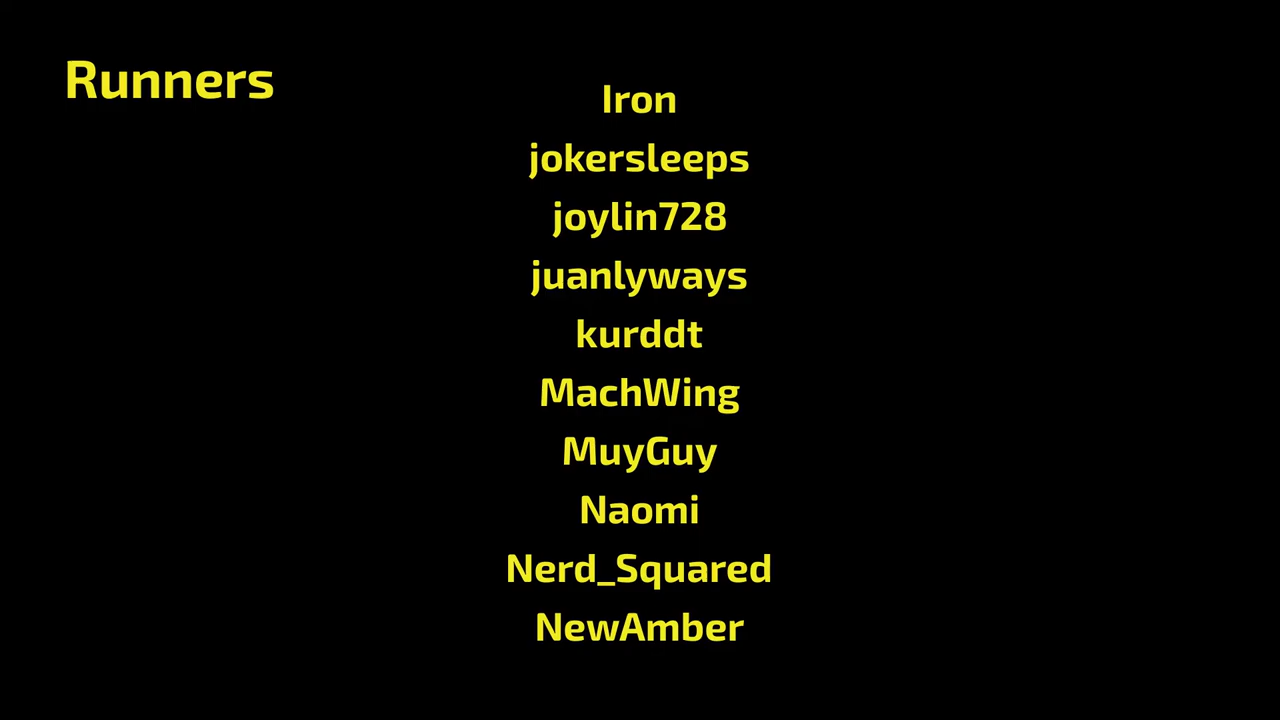 Runners
Iron
jokersleeps
joylin728
juanlyways
kurddt
MachWing
MuyGuy
Naomi
Nerd_Squared
NewAmber